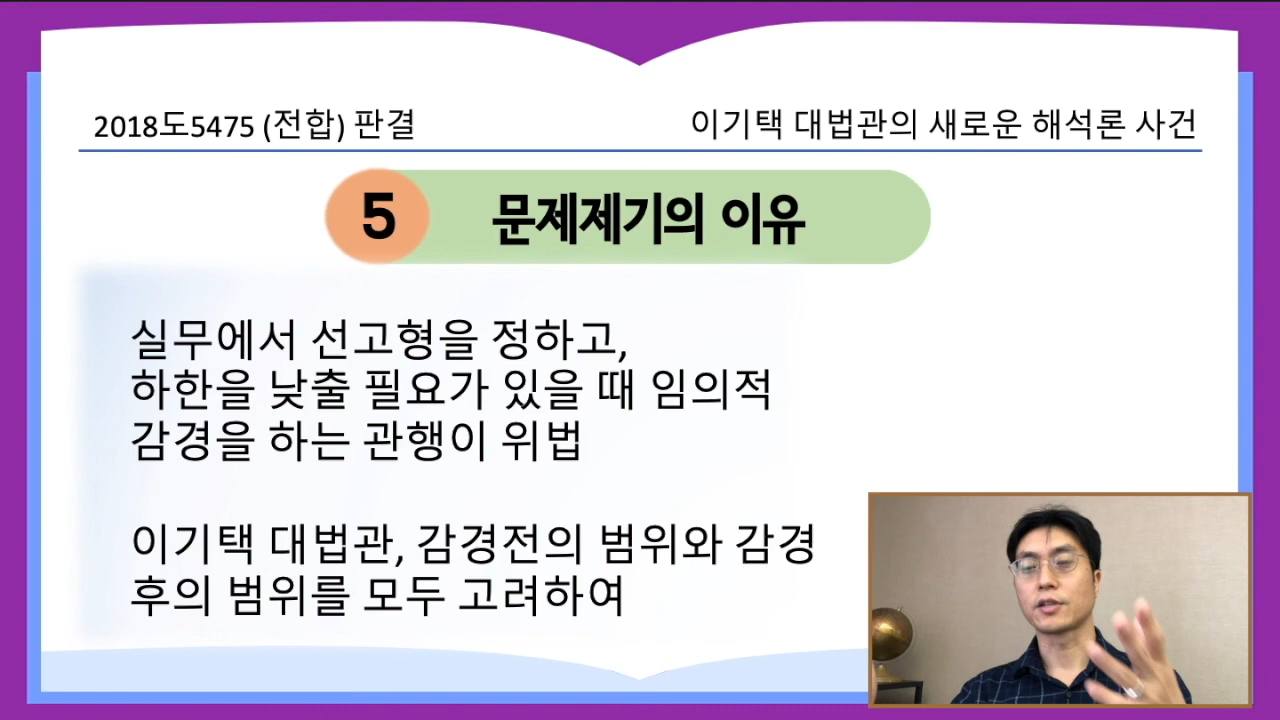 2018도5475 (전합) 판결
이기택 대법관의 새로운 해석론 사건
5 문제제기의 이유
실무에서 선고형을 정하고,
하한을 낮출 필요가 있을 때 임의적
감경을 하는 관행이 위법
이기택 대법관, 감경전의 범위와 감경
후의 범위를 모두 고려하여